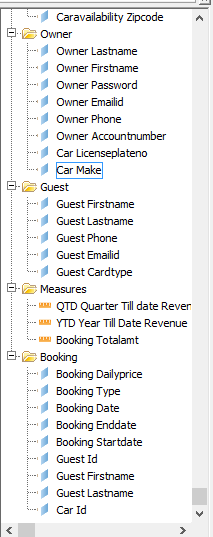 Caravailability Zipcode
Owner
Owner Lastname
Owner Firstname
Owner Password
Owner Emailid
Owner Phone
Owner Accountnumber
Car Licenseplateno
Car Make
Guest
Guest Firstname
Guest Lastname
Guest Phone
Guest Emailid
Guest Cardtype
Measures
QTD Quarter Till date Reven
YTD Year Till Date Revenue
Booking Totalamt
Booking
Booking Dailyprice
Booking Type
Booking Date
Booking Enddate
Booking Startdate
Guest Id
Guest Firstname
Guest Lastname
Car Id